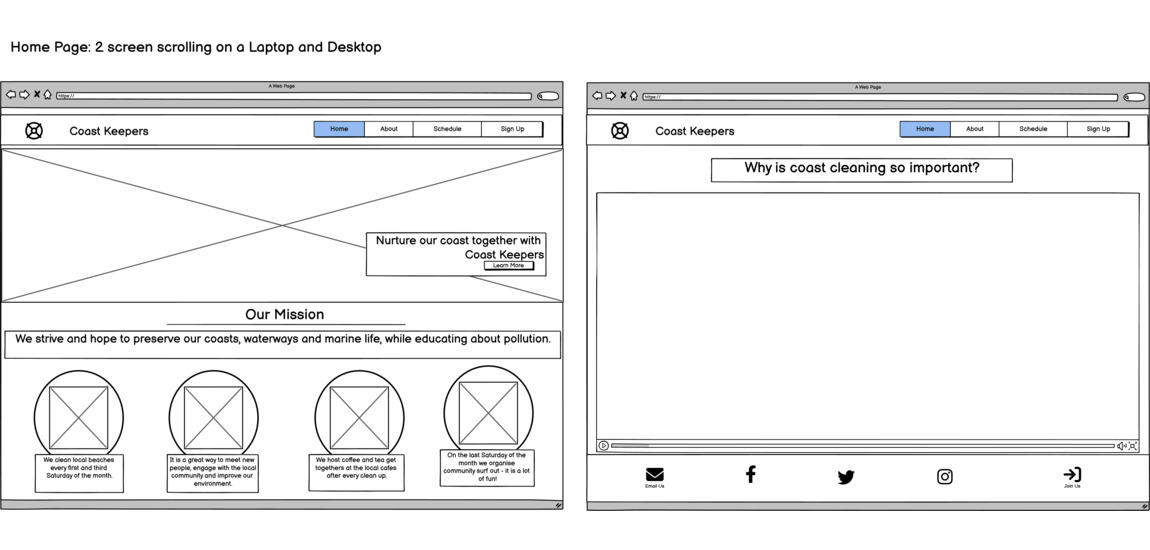 Home Page: 2 screen scrolling on a Laptop and Desktop
A Web Page
https://
Coast Keepers
Home
About
Schedule
Sign Up
Nurture our coast together with
Coast Keepers
Learn More
Our Mission
We strive and hope to preserve our coasts, waterways and marine life, while educating about pollution.
We clean local beaches
every first and third
Saturday of the month.
It is a great way to meet new
people, engage with the local
community and improve our
environment.
We host coffee and tea get
togethers at the local cafes
after every clean up.
On the last Saturday of the
month we organise
community surf out - it is a lot
of fun!
A Web Page
https://
Coast Keepers
Home
About
Schedule
Sign Up
Why is coast cleaning so important?
Email Us
Join Us